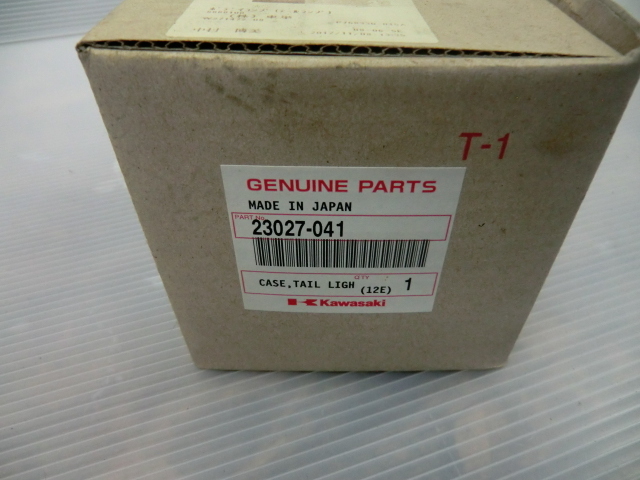 T-1
GENUINE PARTS
MADE IN JAPAN
PART No.
23027-041
CASE,TAIL LIGH (12E) QTY 1
Kawasaki